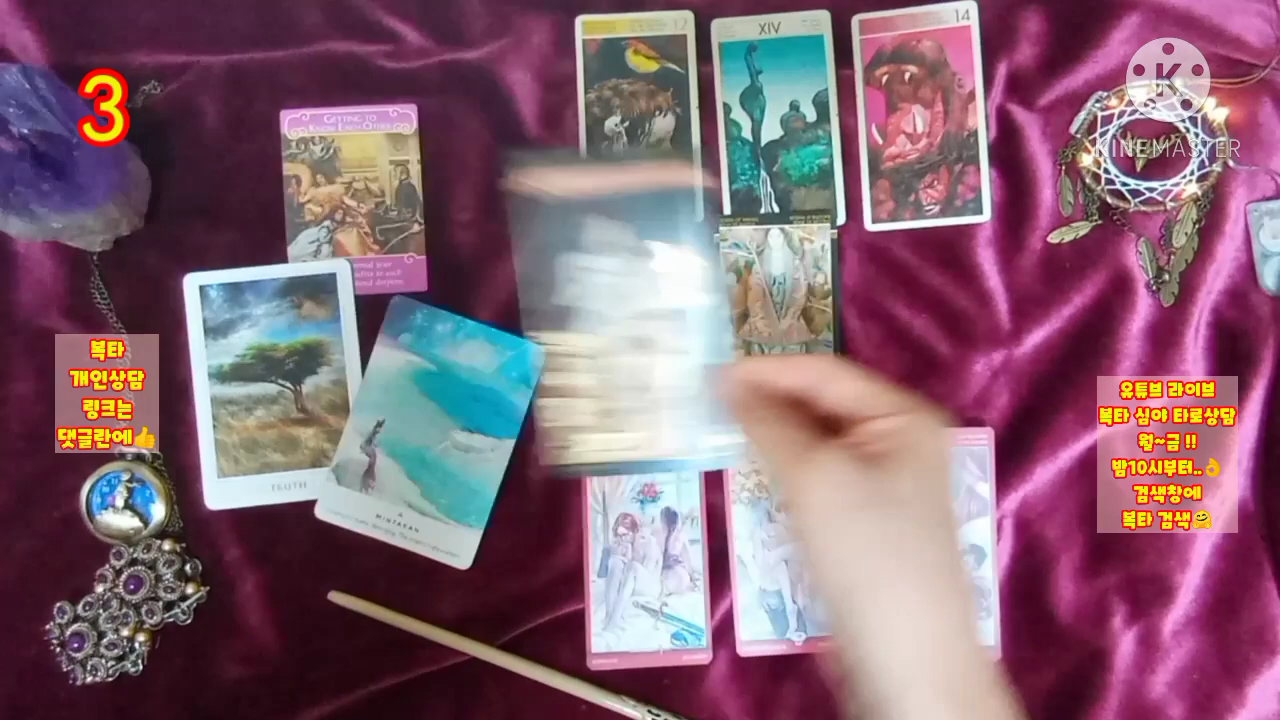 3
GETTING TO
KNOW EACH OTHER
TRUTH
MINTAKAN
복타
개인상담
링크는
댓글란에👍
17
XIV
14
K
KINEMASTER
유튜브 라이브
복타 심야 타로상담
월~금 !!
밤10시부터..👌
검색창에
복타 검색🤗